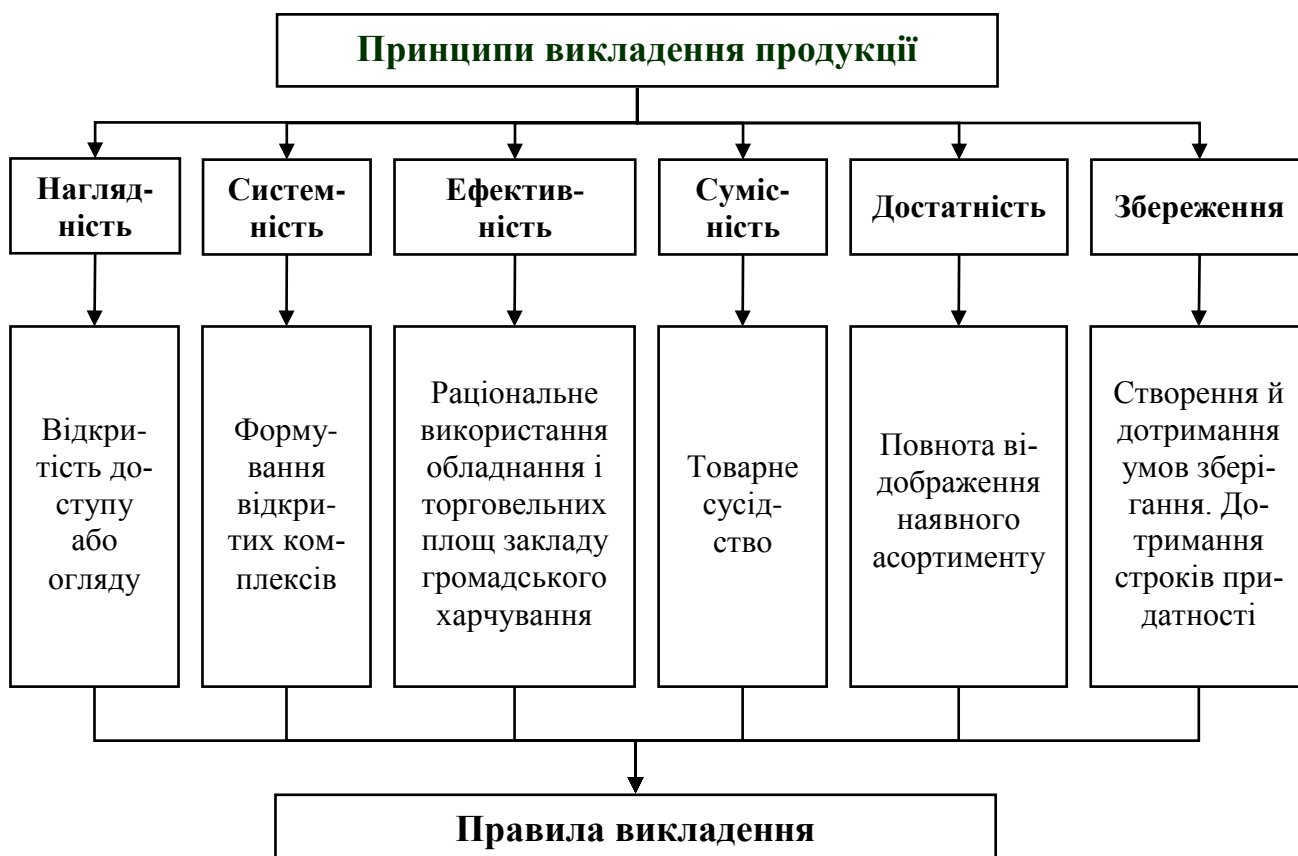 Принципи викладення продукції
Нагляд-
ність
Систем-
ність
Ефектив-
ність
Суміс-
ність
Достатність
Збереження
Відкри-
тість до-
ступу
або
огляду
Форму-
вання
відкри-
тих ком-
плексів
Раціональне
використання
обладнання і
торговельних
площ закладу
громадського
харчування
Товарне
сусід-
ство
Повнота ві-
дображення
наявного
асортименту
Створення й
дотримання
умов збері-
гання. До-
тримання
строків при-
датності
Правила викладення